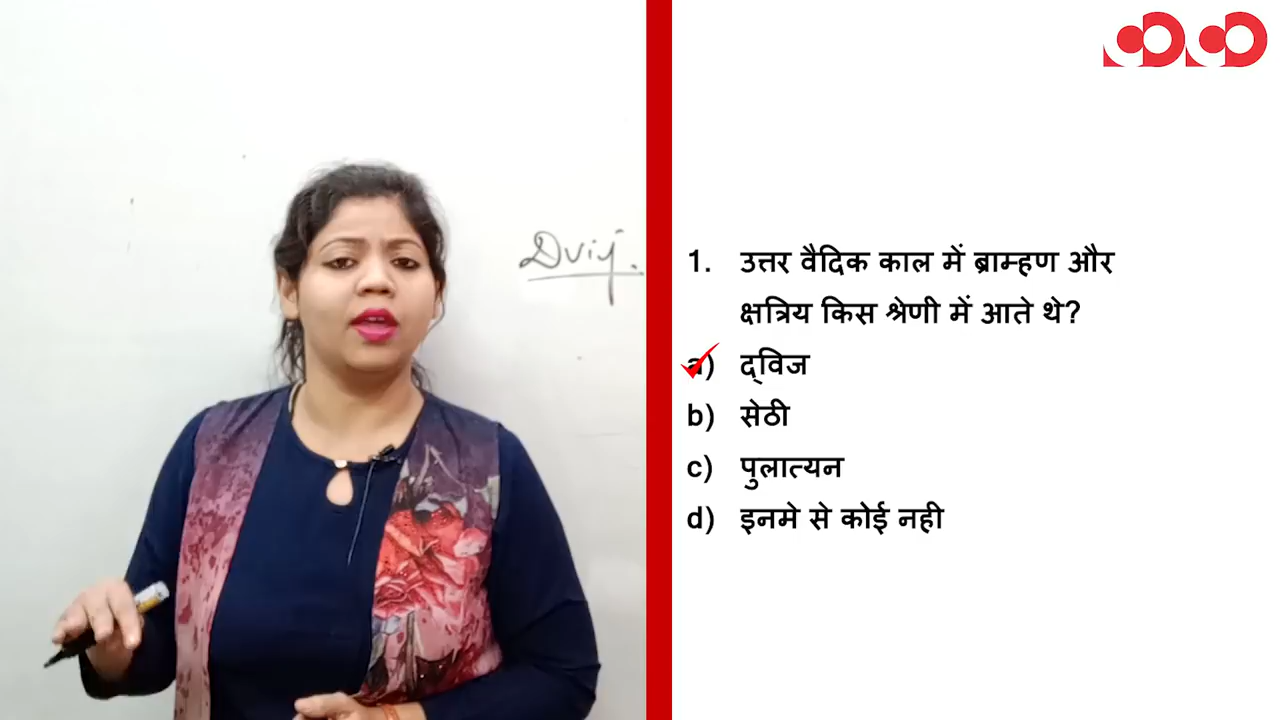 Dvij.
1. उत्तर वैदिक काल में ब्राम्हण और
क्षत्रिय किस श्रेणी में आते थे?
a) द्विज
b) सेठी
c) पुलात्यन
d) इनमे से कोई नही